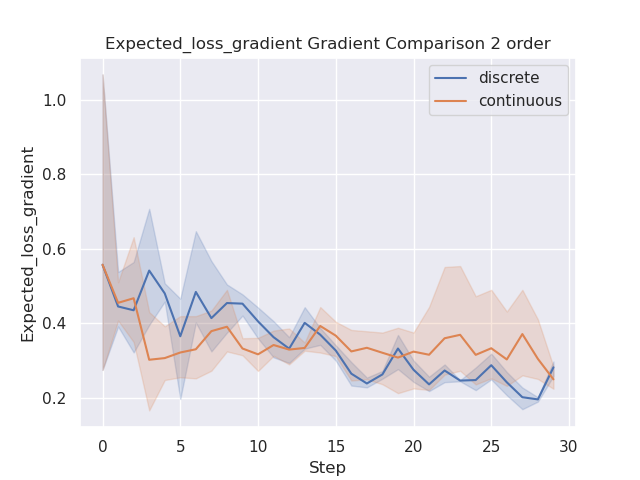 Expected_loss_gradient Gradient Comparison 2 order
discrete
continuous
Expected_loss_gradient
1.0
0.8
0.6
0.4
0.2
0 5 10 15 20 25 30
Step